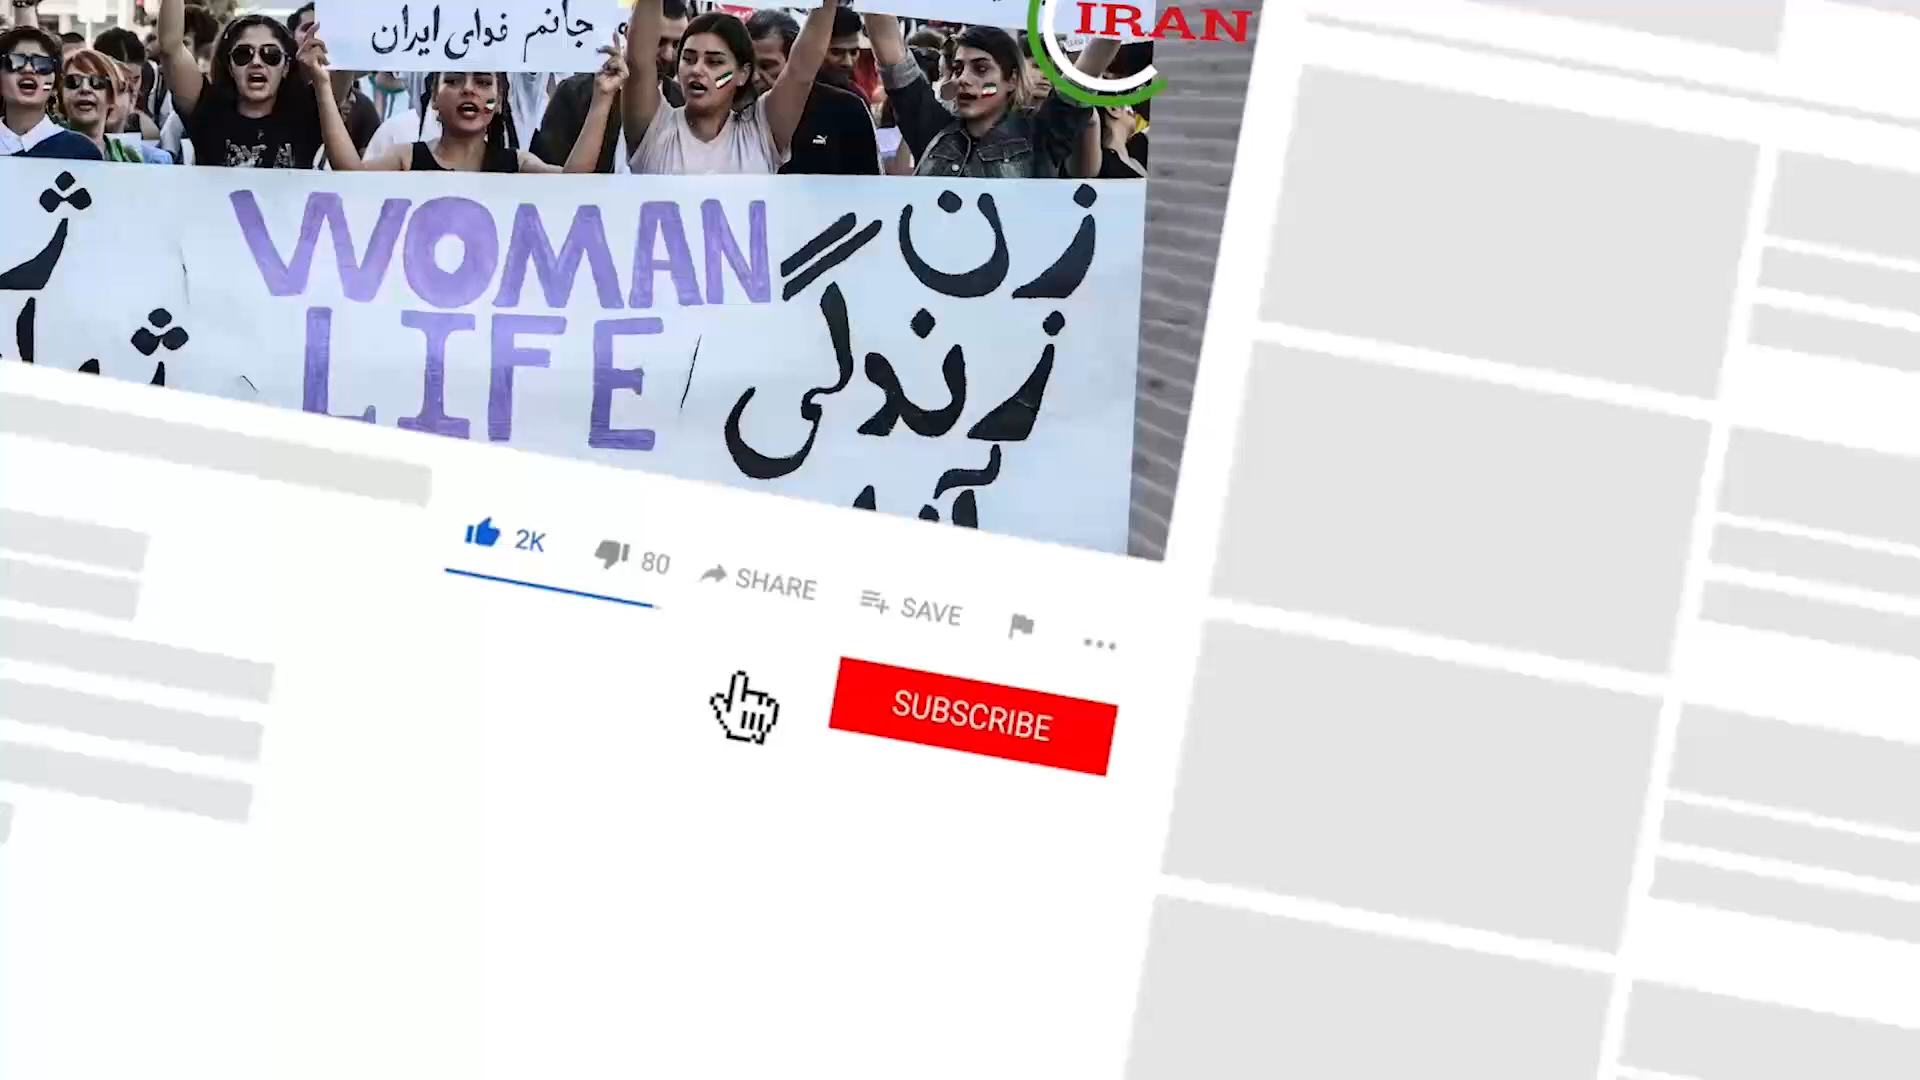 جانم فدای ایران
IRAN
WOMAN
زن
LIFE
زندگی
2K
80
SHARE
SAVE
SUBSCRIBE